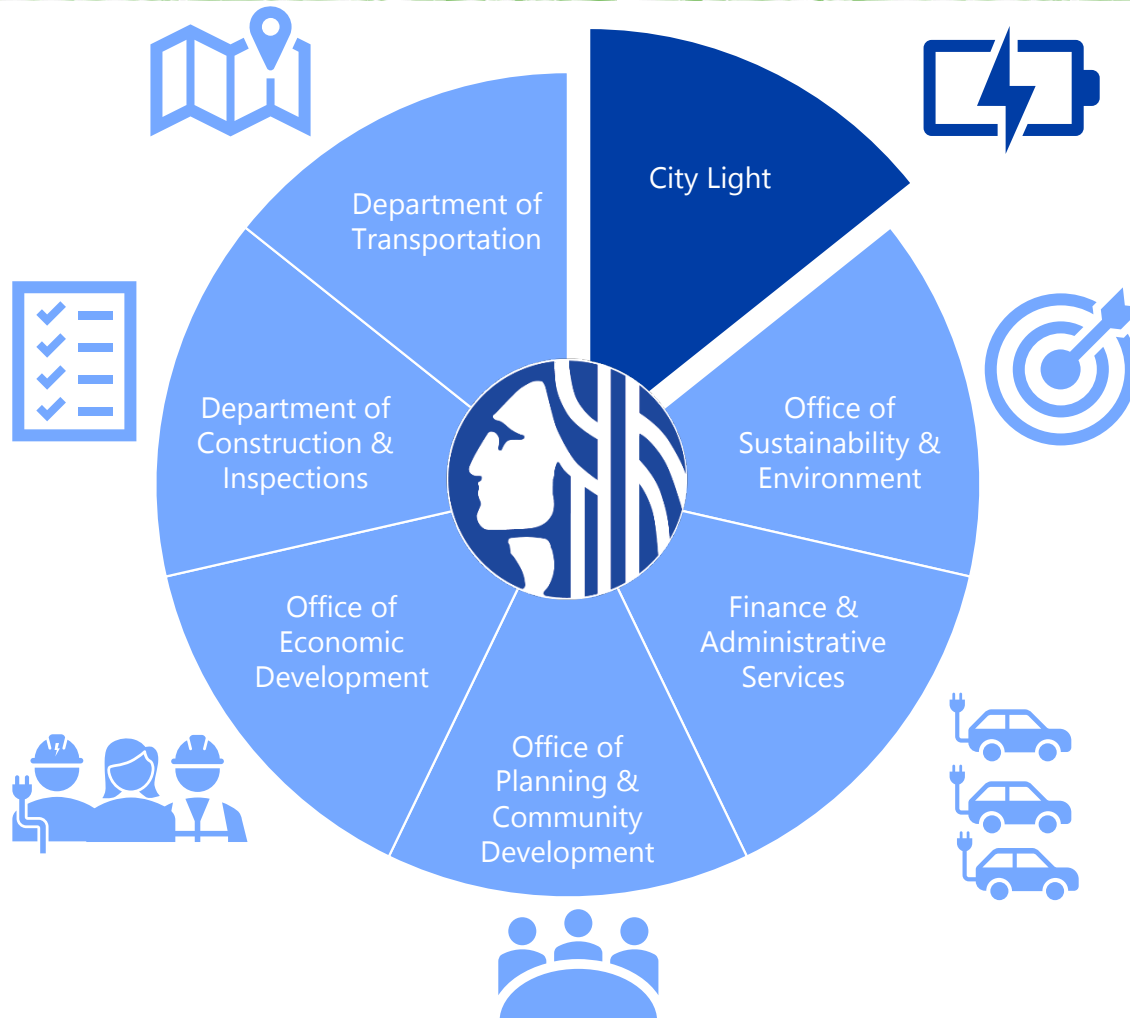 City Light
Department of
Transportation
Office of
Sustainability &
Environment
Department of
Construction &
Inspections
Finance &
Administrative
Services
Office of
Economic
Development
Office of
Planning &
Community
Development